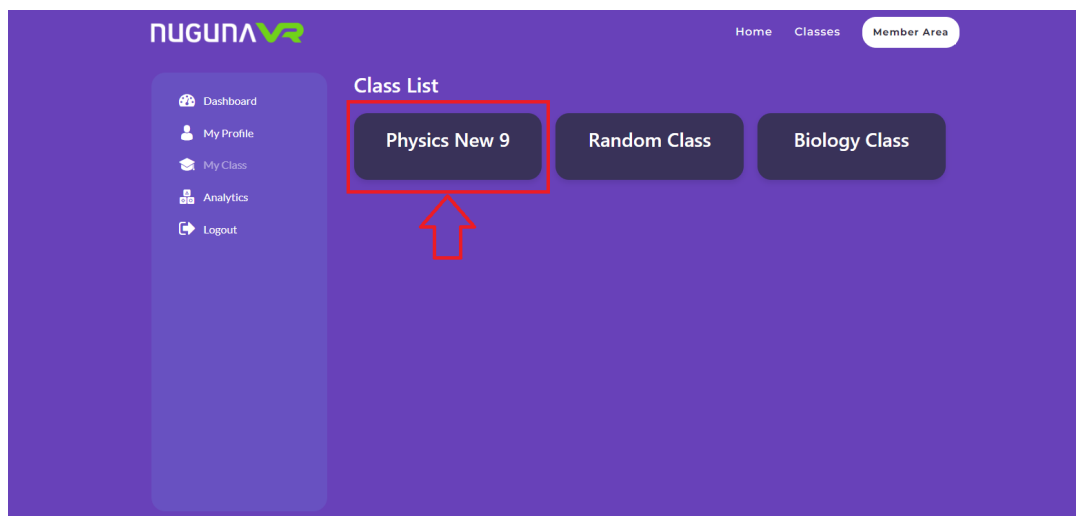 NUGUNAVR
Home Classes Member Area
Dashboard
My Profile
My Class
Analytics
Logout
Class List
Physics New 9 Random Class Biology Class